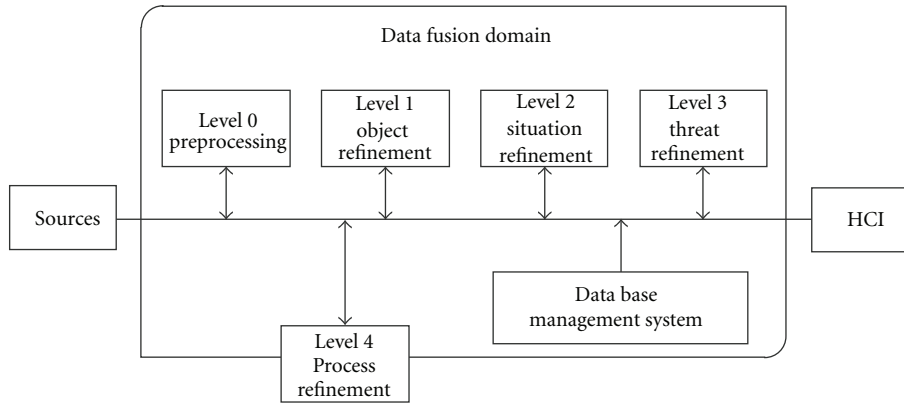 Data fusion domain
Level 0
preprocessing
Level 1
object
refinement
Level 2
situation
refinement
Level 3
threat
refinement
Sources
HCI
Data base
management system
Level 4
Process
refinement